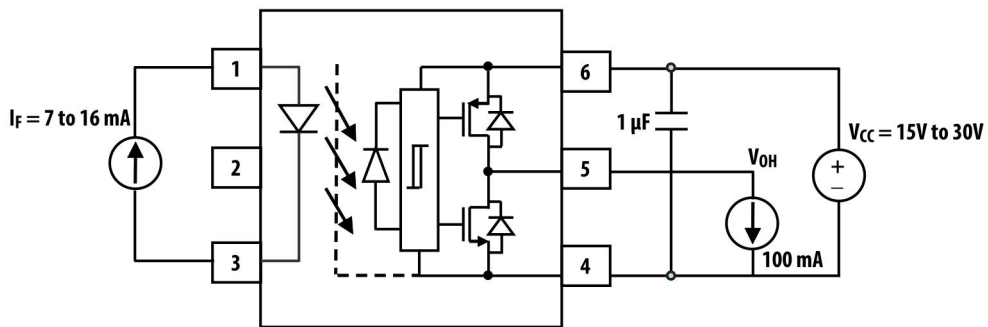 1
6
I_F = 7 to 16 mA
1 µF
V_CC = 15V to 30V
2
5
V_OH
+
−
3
4
100 mA